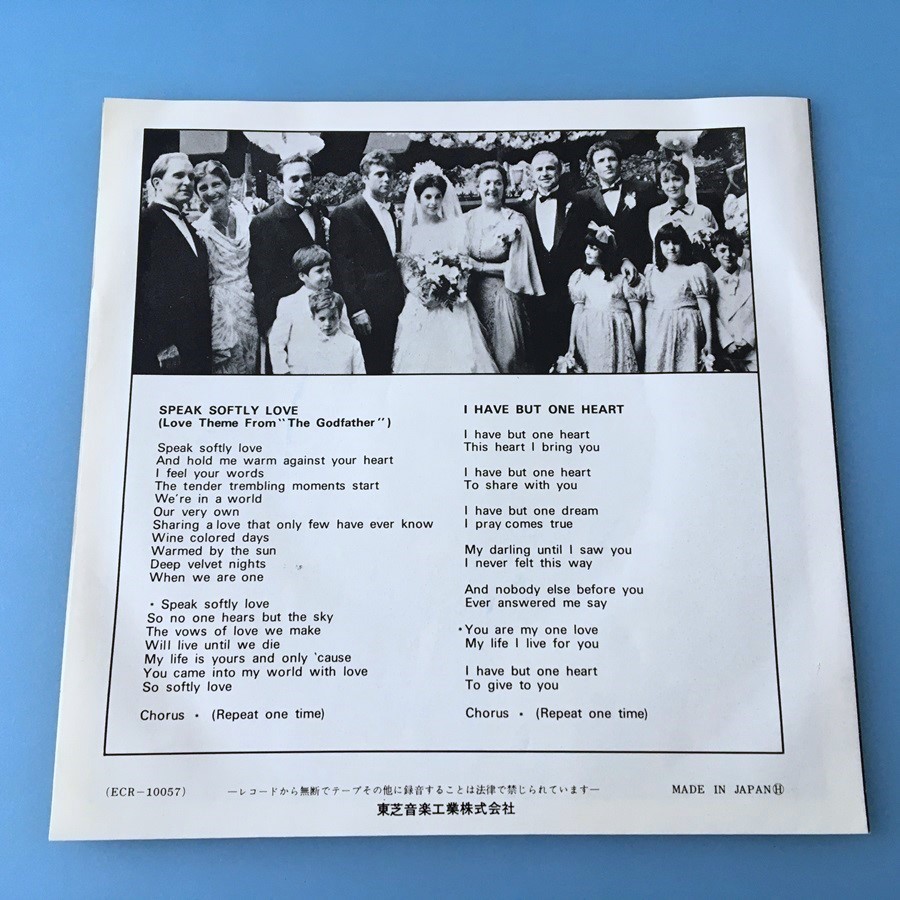 SPEAK SOFTLY LOVE
(Love Theme From "The Godfather")
Speak softly love
And hold me warm against your heart
I feel your words
The tender trembling moments start
We're in a world
Our very own
Sharing a love that only few have ever know
Wine colored days
Warmed by the sun
Deep velvet nights
When we are one
• Speak softly love
So no one hears but the sky
The vows of love we make
Will live until we die
My life is yours and only 'cause
You came into my world with love
So softly love
Chorus • (Repeat one time)
I HAVE BUT ONE HEART
I have but one heart
This heart I bring you
I have but one heart
To share with you
I have but one dream
I pray comes true
My darling until I saw you
I never felt this way
And nobody else before you
Ever answered me say
•You are my one love
My life I live for you
I have but one heart
To give to you
Chorus • (Repeat one time)
(ECR-10057)
—レコードから無断でテープその他に録音することは法律で禁じられています—
MADE IN JAPANⒽ
東芝音楽工業株式会社